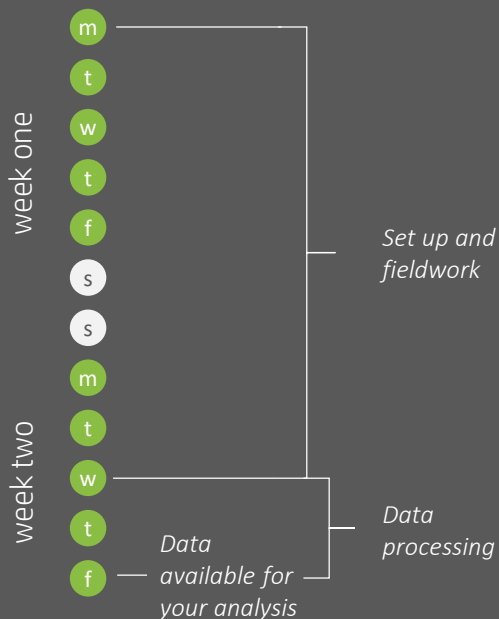 week one
m
t
w
t
f
s
s
Set up and
fieldwork
week two
m
t
w
t
f
Data
processing
Data
available for
your analysis